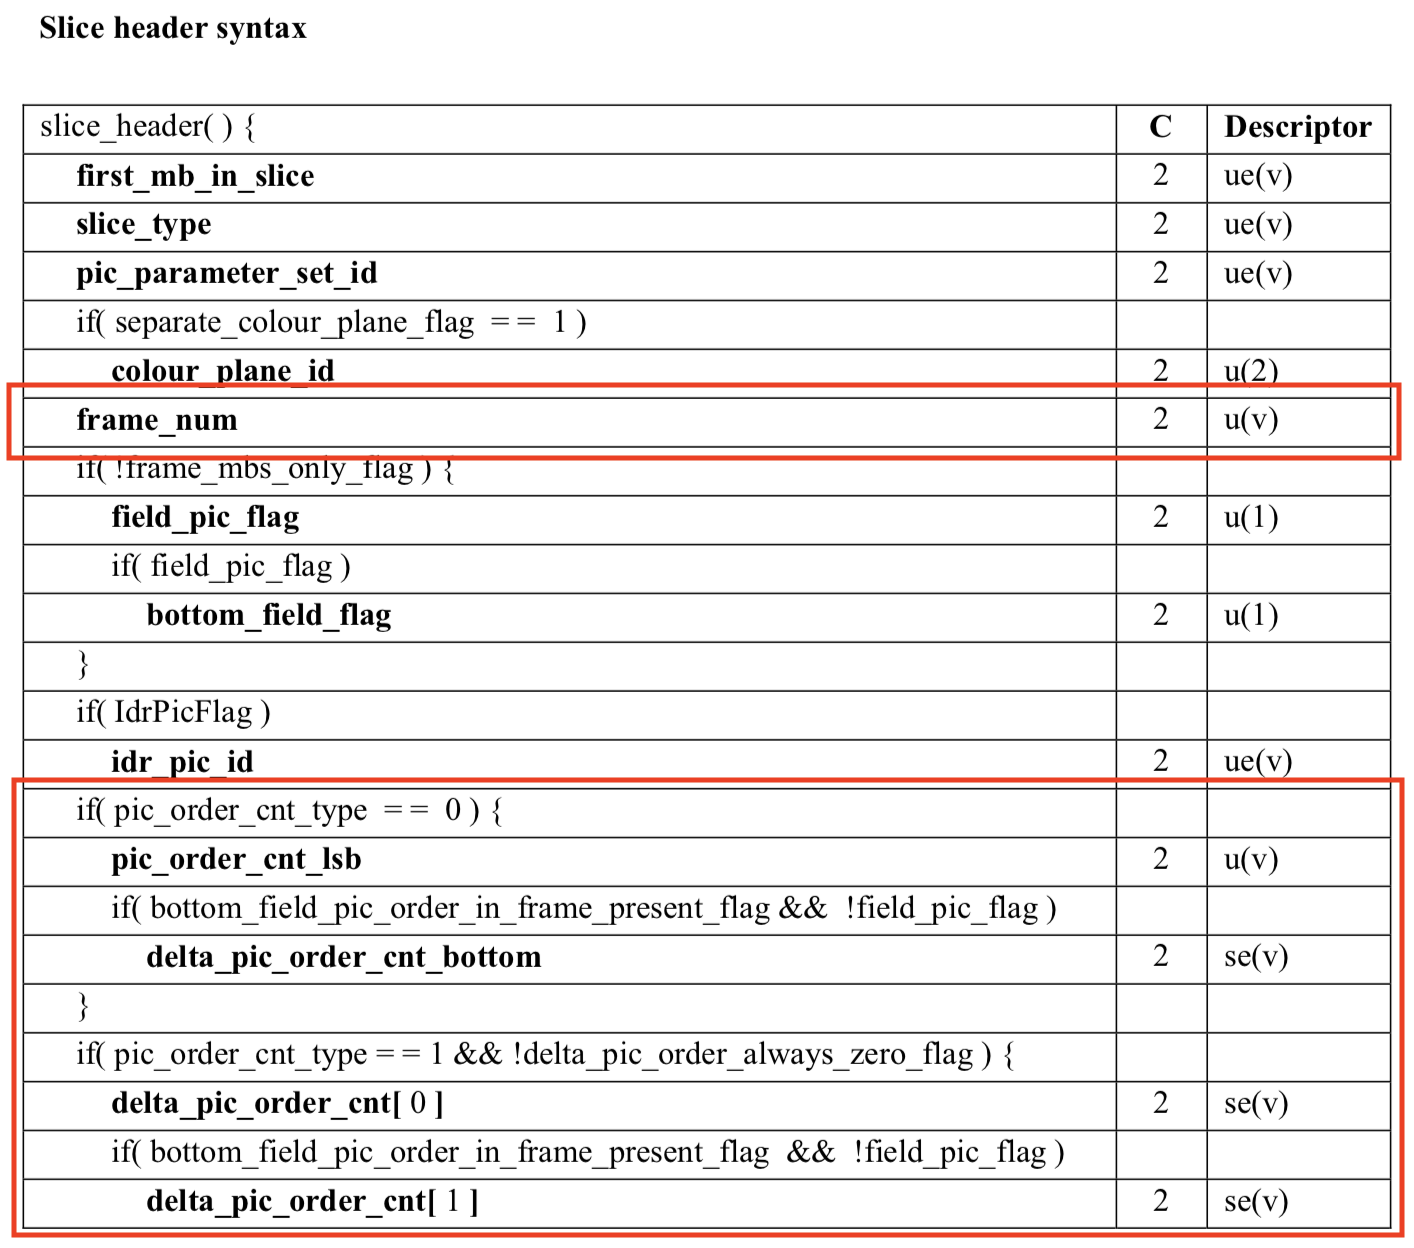 Slice header syntax
slice_header( ) { C Descriptor
first_mb_in_slice 2 ue(v)
slice_type 2 ue(v)
pic_parameter_set_id 2 ue(v)
if( separate_colour_plane_flag == 1 )
colour_plane_id 2 u(2)
frame_num 2 u(v)
if( !frame_mbs_only_flag ) {
field_pic_flag 2 u(1)
if( field_pic_flag )
bottom_field_flag 2 u(1)
}
if( IdrPicFlag )
idr_pic_id 2 ue(v)
if( pic_order_cnt_type == 0 ) {
pic_order_cnt_lsb 2 u(v)
if( bottom_field_pic_order_in_frame_present_flag && !field_pic_flag )
delta_pic_order_cnt_bottom 2 se(v)
}
if( pic_order_cnt_type == 1 && !delta_pic_order_always_zero_flag ) {
delta_pic_order_cnt[ 0 ] 2 se(v)
if( bottom_field_pic_order_in_frame_present_flag && !field_pic_flag )
delta_pic_order_cnt[ 1 ] 2 se(v)